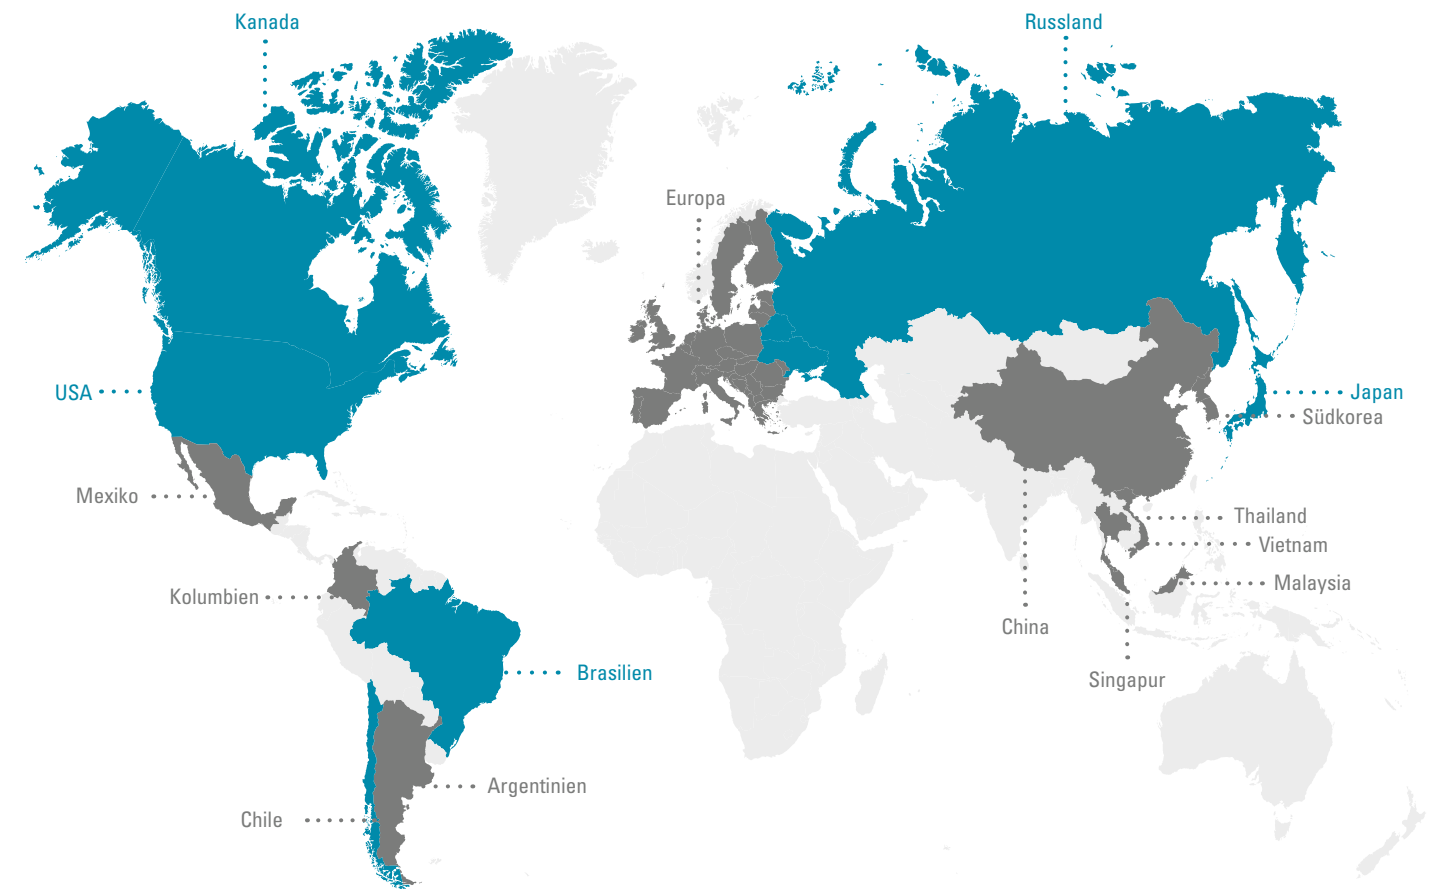 Kanada
Russland
Europa
USA
Japan
Südkorea
Mexiko
Thailand
Vietnam
Malaysia
Kolumbien
China
Brasilien
Singapur
Argentinien
Chile